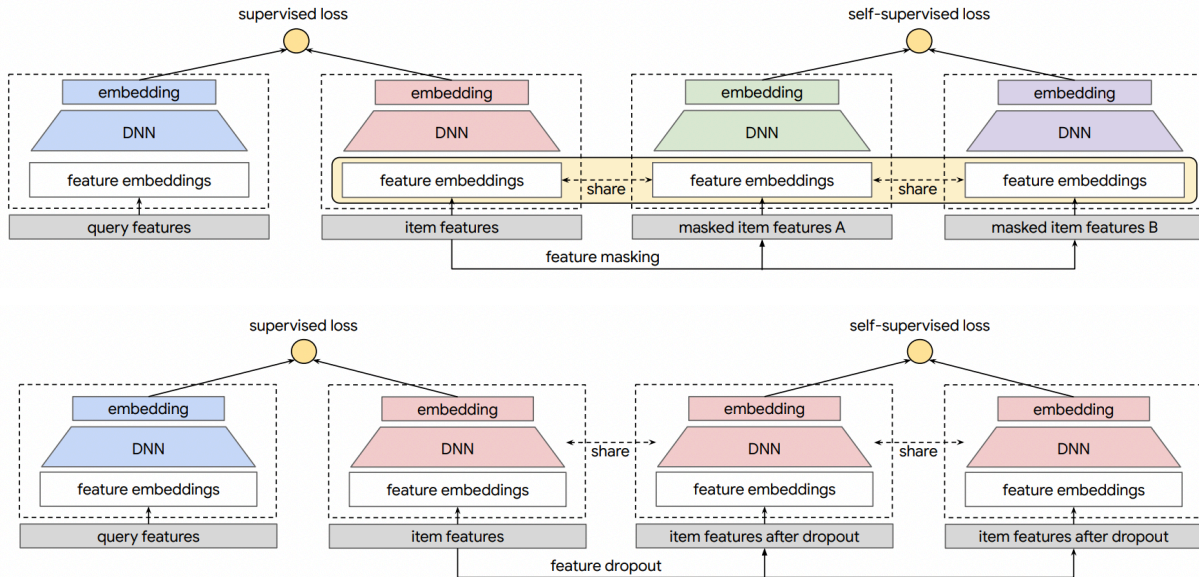 supervised loss
self-supervised loss
embedding
embedding
embedding
embedding
DNN
DNN
DNN
DNN
feature embeddings
feature embeddings
share
feature embeddings
share
feature embeddings
query features
item features
masked item features A
masked item features B
feature masking
supervised loss
self-supervised loss
embedding
embedding
embedding
embedding
DNN
DNN
share
DNN
share
DNN
feature embeddings
feature embeddings
feature embeddings
feature embeddings
query features
item features
item features after dropout
item features after dropout
feature dropout